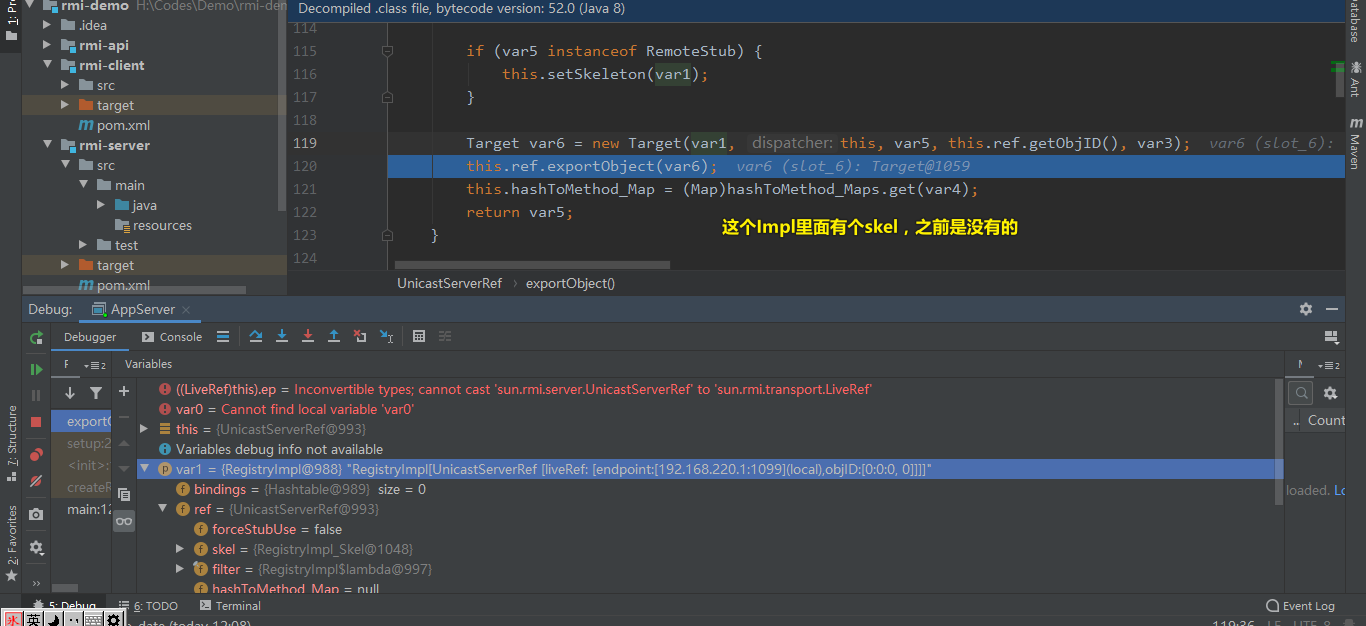 1: Pr
rmi-demo H:\Codes\Demo\rmi-den
.idea
rmi-api
rmi-client
src
target
pom.xml
rmi-server
src
main
java
resources
test
target
pom.xml
Decompiled .class file, bytecode version: 52.0 (Java 8)
114
115 if (var5 instanceof RemoteStub) {
116 this.setSkeleton(var1);
117 }
118
119 Target var6 = new Target(var1, dispatcher: this, var5, this.ref.getObjID(), var3); var6 (slot_6):
120 this.ref.exportObject(var6); var6 (slot_6): Target@1059
121 this.hashToMethod_Map = (Map)hashToMethod_Maps.get(var4);
122 return var5;
123 }
124
这个Impl里面有个skel，之前是没有的
UnicastServerRef › exportObject()
Database
Ant
m Maven
Debug: AppServer ×
Debugger Console
F 2 Variables M 2
exportO
setup:2
<init>:
createR
main:12
((LiveRef)this).ep = Inconvertible types; cannot cast 'sun.rmi.server.UnicastServerRef' to 'sun.rmi.transport.LiveRef'
var0 = Cannot find local variable 'var0'
this = {UnicastServerRef@993}
Variables debug info not available
var1 = {RegistryImpl@988} "RegistryImpl[UnicastServerRef [liveRef: [endpoint:[192.168.220.1:1099](local),objID:[0:0:0, 0]]]]"
bindings = {Hashtable@989} size = 0
ref = {UnicastServerRef@993}
forceStubUse = false
skel = {RegistryImpl_Skel@1048}
filter = {RegistryImpl$lambda@997}
hashToMethod_Map = null
.. Count
loaded. Lo
7: Structure
2: Favorites
5: Debug 6: TODO Terminal Event Log
英
date (today 12:08) 119:36 LF UTF-8